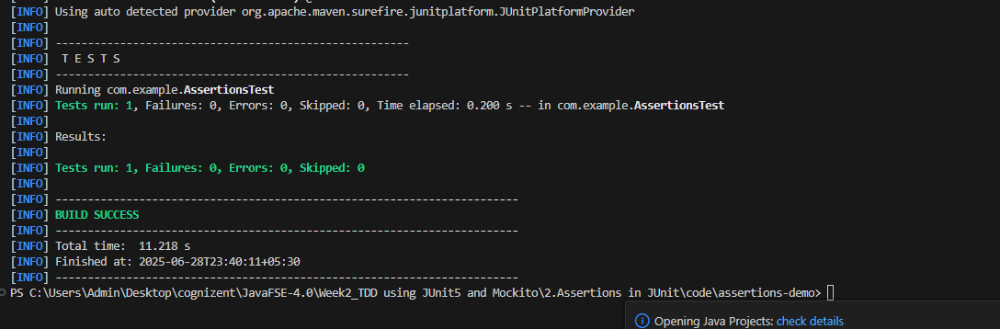 [INFO] Using auto detected provider org.apache.maven.surefire.junitplatform.JUnitPlatformProvider
[INFO]
[INFO] -------------------------------------------------------
[INFO]  T E S T S
[INFO] -------------------------------------------------------
[INFO] Running com.example.AssertionsTest
[INFO] Tests run: 1, Failures: 0, Errors: 0, Skipped: 0, Time elapsed: 0.200 s -- in com.example.AssertionsTest
[INFO]
[INFO] Results:
[INFO]
[INFO] Tests run: 1, Failures: 0, Errors: 0, Skipped: 0
[INFO]
[INFO] ------------------------------------------------------------------------
[INFO] BUILD SUCCESS
[INFO] ------------------------------------------------------------------------
[INFO] Total time:  11.218 s
[INFO] Finished at: 2025-06-28T23:40:11+05:30
[INFO] ------------------------------------------------------------------------
PS C:\Users\Admin\Desktop\cognizent\JavaFSE-4.0\Week2_TDD using JUnit5 and Mockito\2.Assertions in JUnit\code\assertions-demo>
Opening Java Projects: check details